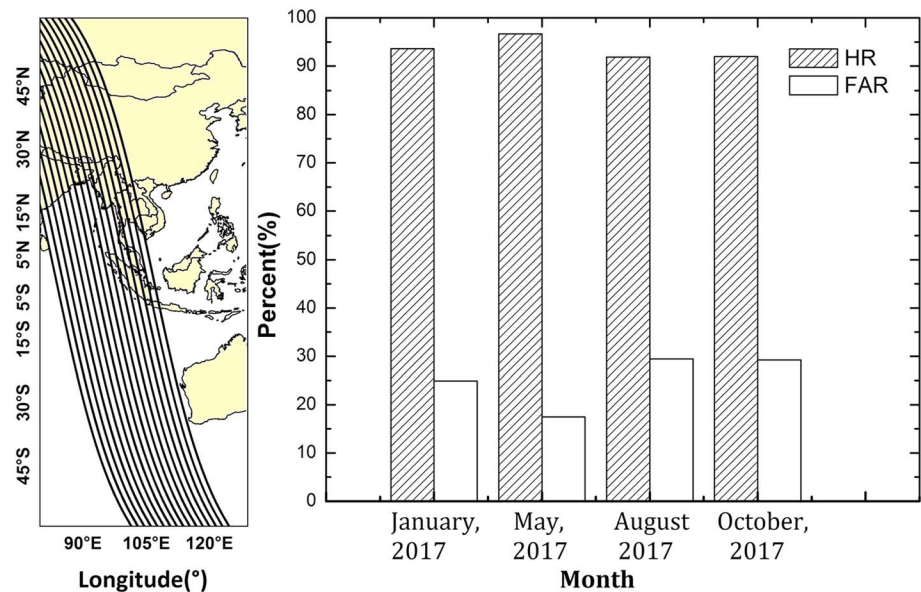 45°N
30°N
15°N
5°N
5°S
15°S
30°S
45°S
90°E 105°E 120°E
Longitude(°)
Percent(%)
100
90
80
70
60
50
40
30
20
10
0
HR
FAR
January, May, August October,
2017 2017 2017 2017
Month